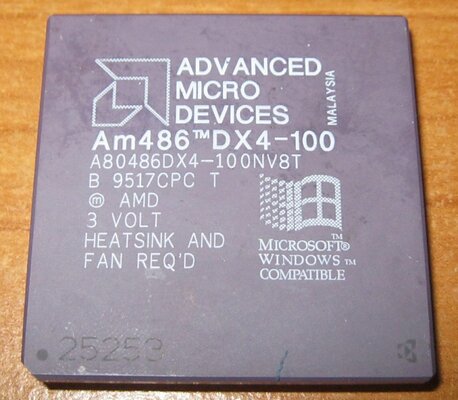 ADVANCED
MICRO
DEVICES
MALAYSIA
Am486™DX4-100
A80486DX4-100NV8T
B 9517CPC T
ⓜ AMD
3 VOLT
HEATSINK AND
FAN REQ'D
MICROSOFT®
WINDOWS™
COMPATIBLE
TM
25253